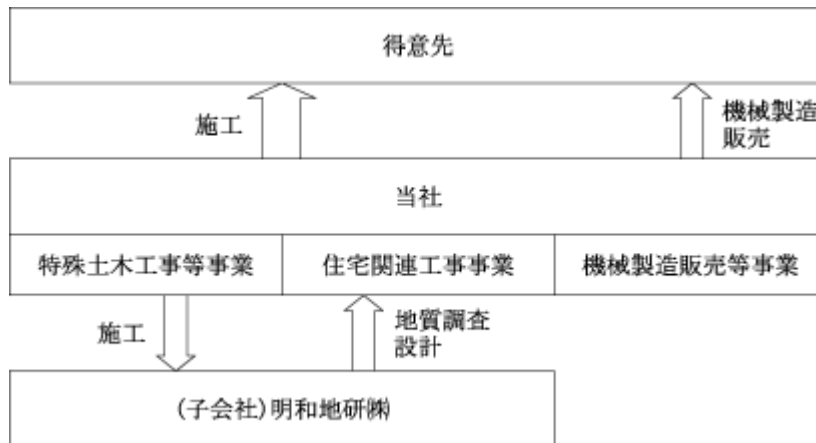 得意先
施工
機械製造
販売
当社
特殊土木工事等事業
住宅関連工事事業
機械製造販売等事業
施工
地質調査
設計
(子会社)明和地研㈱